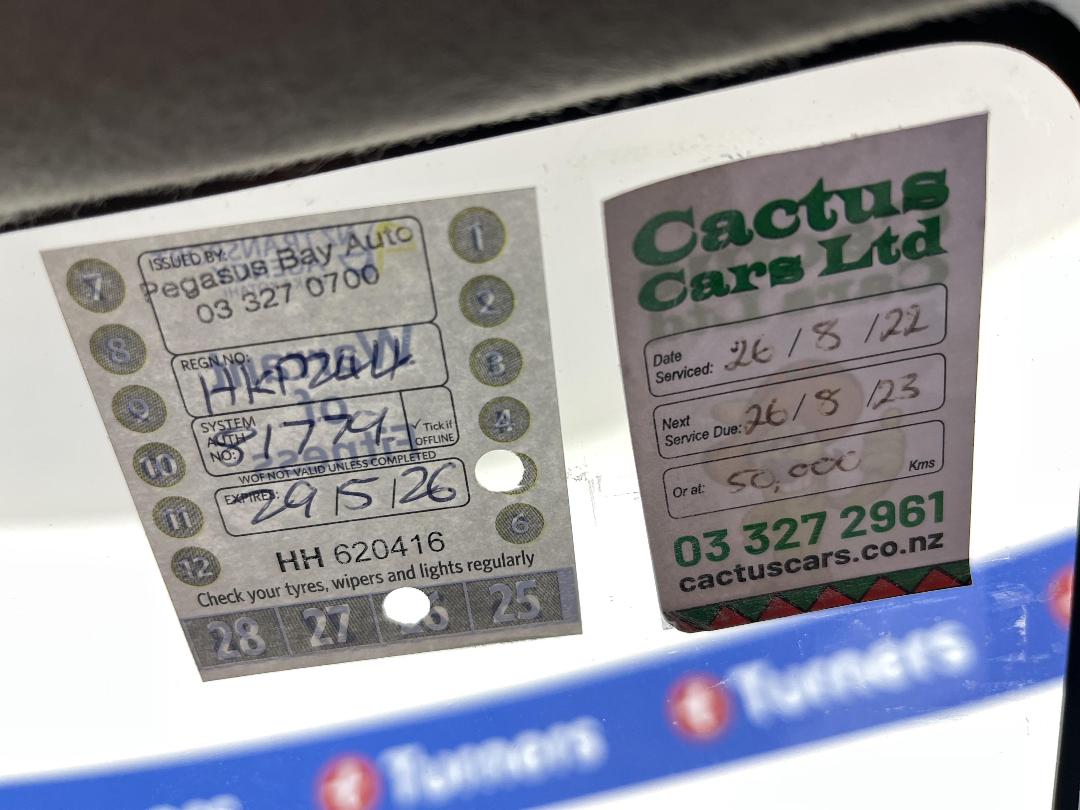 7
8
9
10
11
12
ISSUED BY:
Pegasus Bay Auto
03 327 0700
REGN. NO:
HKP244
SYSTEM
AUTH
NO:
81779
✓ Tick if
OFFLINE
WOF NOT VALID UNLESS COMPLETED
EXPIRES:
29/5/26
HH 620416
Check your tyres, wipers and lights regularly
28 27 25
1
2
3
4
6
Warrant
of
Fitness
Cactus
Cars Ltd
Date
Serviced: 26/8/22
Next
Service Due: 26/8/23
Or at: 50,000 Kms
03 327 2961
cactuscars.co.nz
Turners
Turners